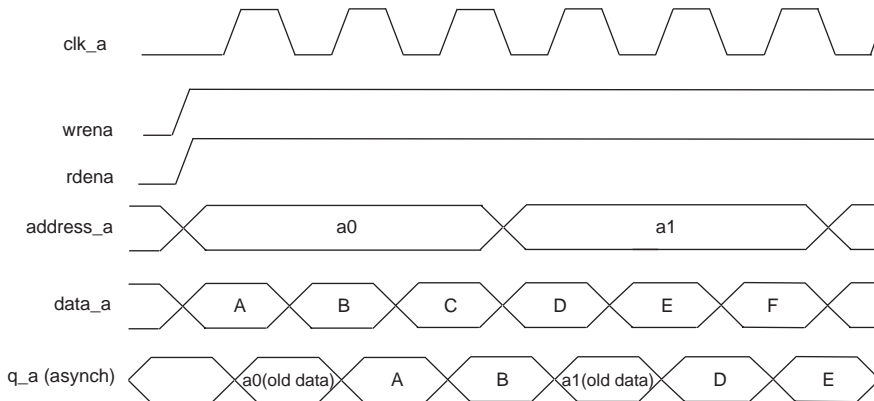 clk_a
wrena
rdena
address_a a0 a1
data_a A B C D E F
q_a (asynch) a0(old data) A B a1(old data) D E